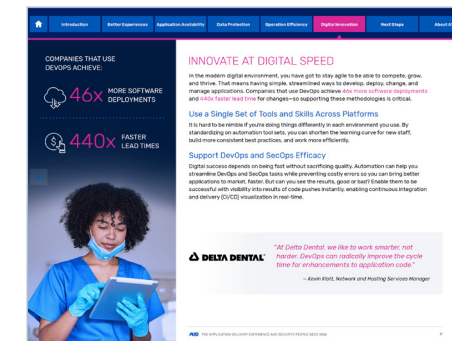 Introduction
Better Experiences
Application Availability
Data Protection
Operation Efficiency
Digital Innovation
Next Steps
About A
COMPANIES THAT USE
DEVOPS ACHIEVE:
46x MORE SOFTWARE
DEPLOYMENTS
440x FASTER
LEAD TIMES
INNOVATE AT DIGITAL SPEED
In the modern digital environment, you have got to stay agile to be able to compete, grow,
and thrive. That means having simple, streamlined ways to develop, deploy, change, and
manage applications. Companies that use DevOps achieve 46x more software deployments
and 440x faster lead time for changes—so supporting these methodologies is critical.
Use a Single Set of Tools and Skills Across Platforms
It is hard to be nimble if you're doing things differently in each environment you use. By
standardizing on automation tool sets, you can shorten the learning curve for new staff,
build more consistent best practices, and work more efficiently.
Support DevOps and SecOps Efficacy
Digital success depends on being fast without sacrificing quality. Automation can help you
streamline DevOps and SecOps tasks while preventing costly errors so you can bring better
applications to market, faster. But can you see the results, good or bad? Enable them to be
successful with visibility into results of code pushes instantly, enabling continuous integration
and delivery (CI/CD) visualization in real-time.
DELTA DENTAL
"At Delta Dental, we like to work smarter, not
harder. DevOps can radically improve the cycle
time for enhancements to application code."
– Kevin Klott, Network and Hosting Services Manager
THE APPLICATION DELIVERY EXPERIENCE AND SECURITY PEOPLE NEED NOW